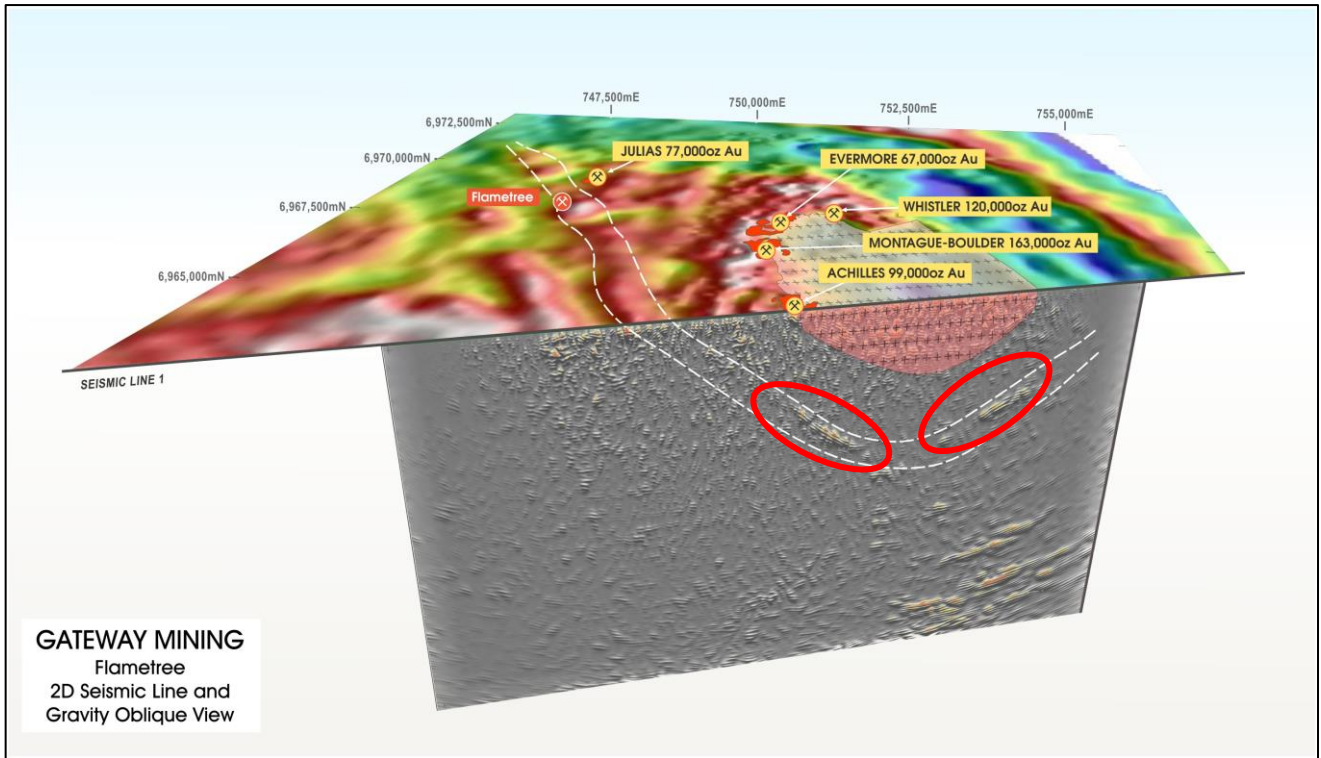 747,500mE
750,000mE
752,500mE
755,000mE
6,972,500mN
6,970,000mN
6,967,500mN
6,965,000mN
JULIAS 77,000oz Au
EVERMORE 67,000oz Au
Flametree
WHISTLER 120,000oz Au
MONTAGUE-BOULDER 163,000oz Au
ACHILLES 99,000oz Au
SEISMIC LINE 1
GATEWAY MINING
Flametree
2D Seismic Line and
Gravity Oblique View